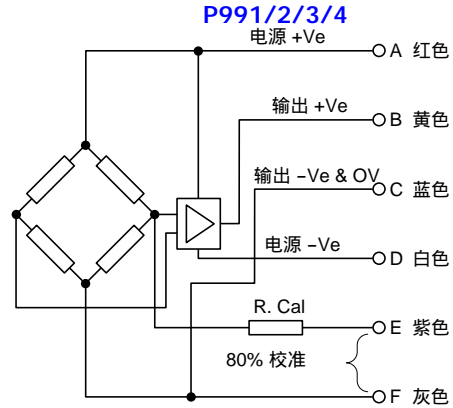 P991/2/3/4
电源 +Ve
A 红色
输出 +Ve
B 黄色
输出 –Ve & OV
C 蓝色
电源 –Ve
D 白色
R. Cal
E 紫色
80% 校准
F 灰色